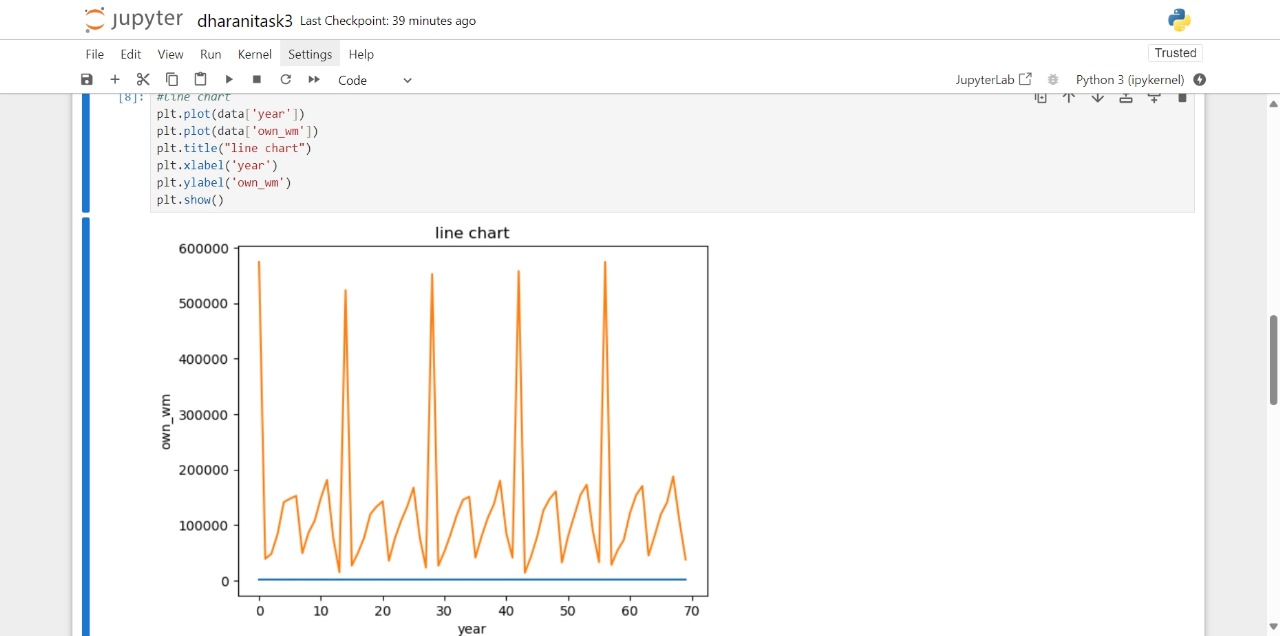 jupyter dharanitask3 Last Checkpoint: 39 minutes ago
File Edit View Run Kernel Settings Help
Trusted
Code
JupyterLab
Python 3 (ipykernel)
[8]: #line chart
plt.plot(data['year'])
plt.plot(data['own_wm'])
plt.title("line chart")
plt.xlabel('year')
plt.ylabel('own_wm')
plt.show()
line chart
600000
500000
400000
300000
200000
100000
0
own_wm
0 10 20 30 40 50 60 70
year